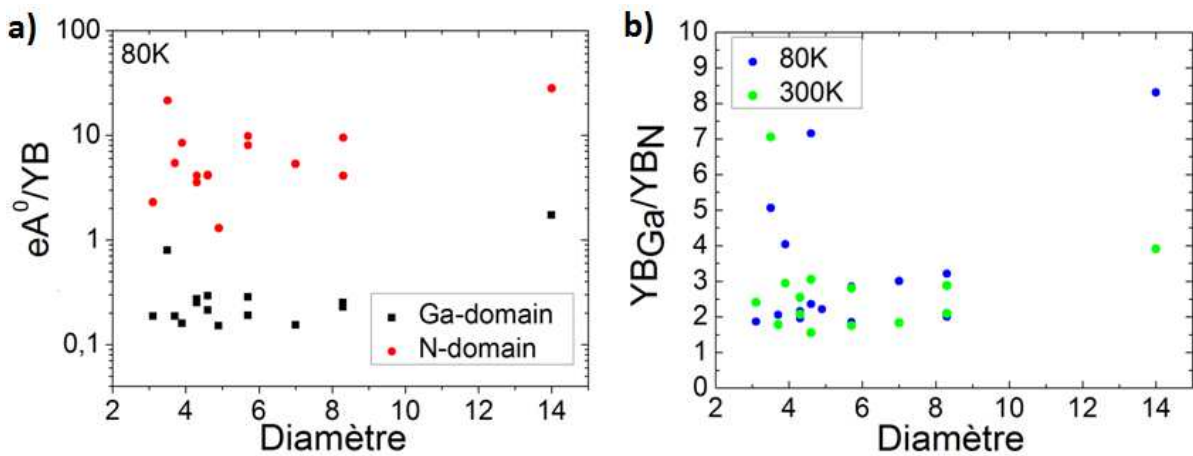 a)
80K
100
10
1
0,1
eA⁰/YB
Ga-domain
N-domain
2 4 6 8 10 12 14
Diamètre
b)
80K
300K
10
9
8
7
6
5
4
3
2
1
0
YBGa/YBN
2 4 6 8 10 12 14
Diamètre